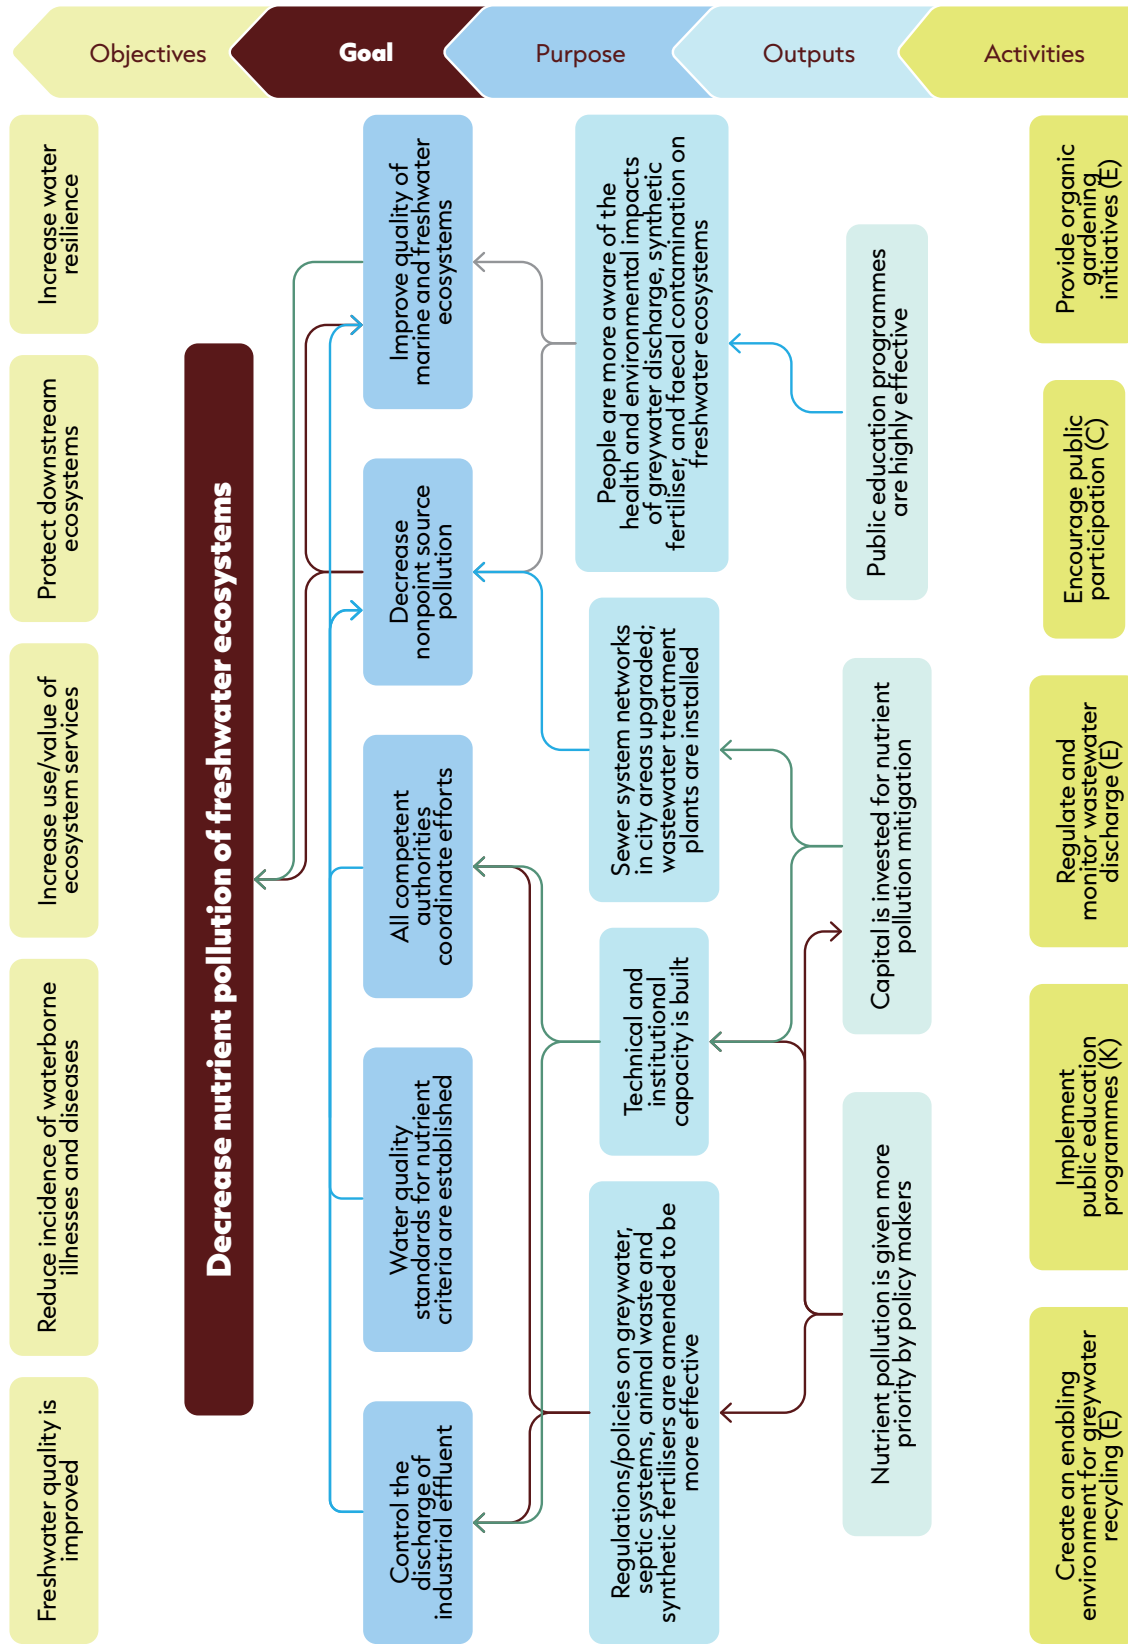 Objectives
Freshwater quality is
improved
Reduce incidence of waterborne
illnesses and diseases
Increase use/value of
ecosystem services
Protect downstream
ecosystems
Increase water
resilience
Goal
Decrease nutrient pollution of freshwater ecosystems
Purpose
Control the
discharge of
industrial effluent
Water quality
standards for nutrient
criteria are established
All competent
authorities
coordinate efforts
Decrease
nonpoint source
pollution
Improve quality of
marine and freshwater
ecosystems
Outputs
Regulations/policies on greywater,
septic systems, animal waste and
synthetic fertilisers are amended to be
more effective
Technical and
institutional
capacity is built
Sewer system networks
in city areas upgraded;
wastewater treatment
plants are installed
People are more aware of the
health and environmental impacts
of greywater discharge, synthetic
fertiliser, and faecal contamination on
freshwater ecosystems
Nutrient pollution is given more
priority by policy makers
Capital is invested for nutrient
pollution mitigation
Public education programmes
are highly effective
Activities
Create an enabling
environment for greywater
recycling (E)
Implement
public education
programmes (K)
Regulate and
monitor wastewater
discharge (E)
Encourage public
participation (C)
Provide organic
gardening
initiatives (E)